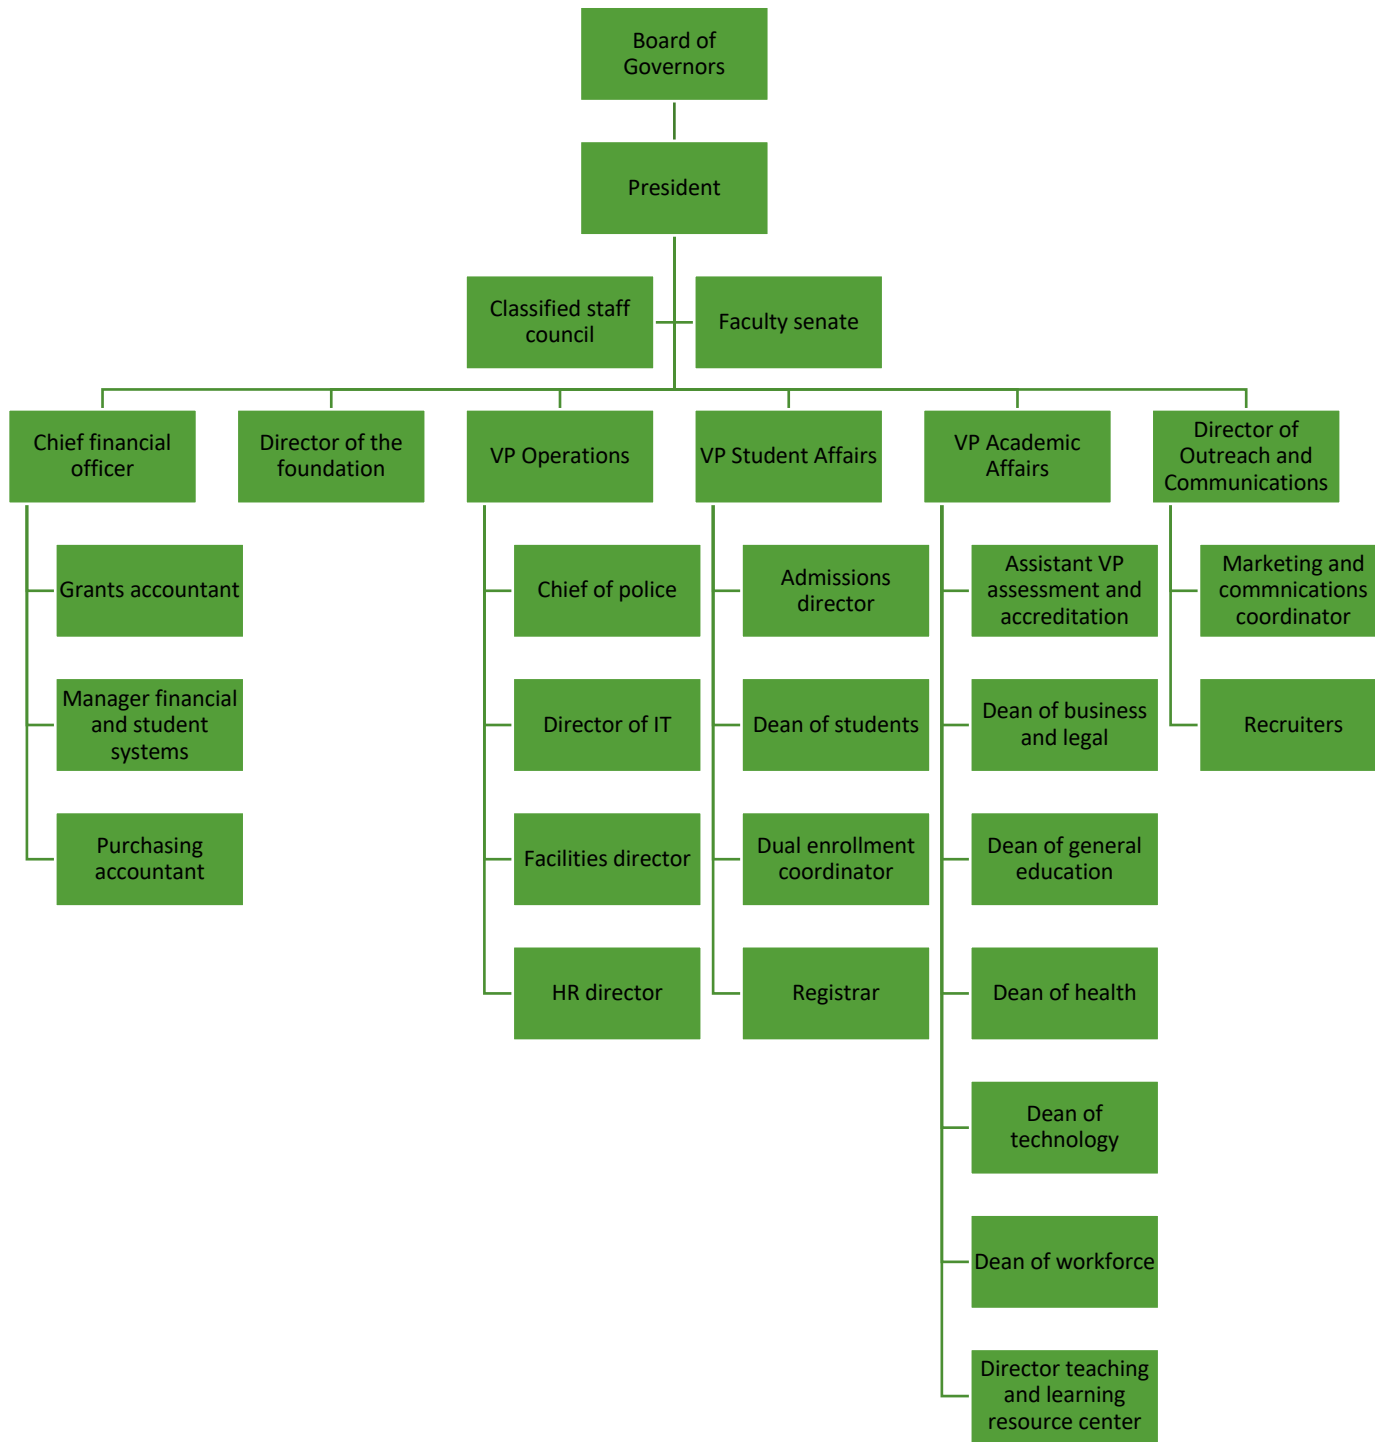 Board of
Governors
President
Classified staff
council
Faculty senate
Chief financial
officer
Director of the
foundation
VP Operations
VP Student Affairs
VP Academic
Affairs
Director of
Outreach and
Communications
Grants accountant
Manager financial
and student
systems
Purchasing
accountant
Chief of police
Director of IT
Facilities director
HR director
Admissions
director
Dean of students
Dual enrollment
coordinator
Registrar
Assistant VP
assessment and
accreditation
Dean of business
and legal
Dean of general
education
Dean of health
Dean of
technology
Dean of workforce
Director teaching
and learning
resource center
Marketing and
commnications
coordinator
Recruiters